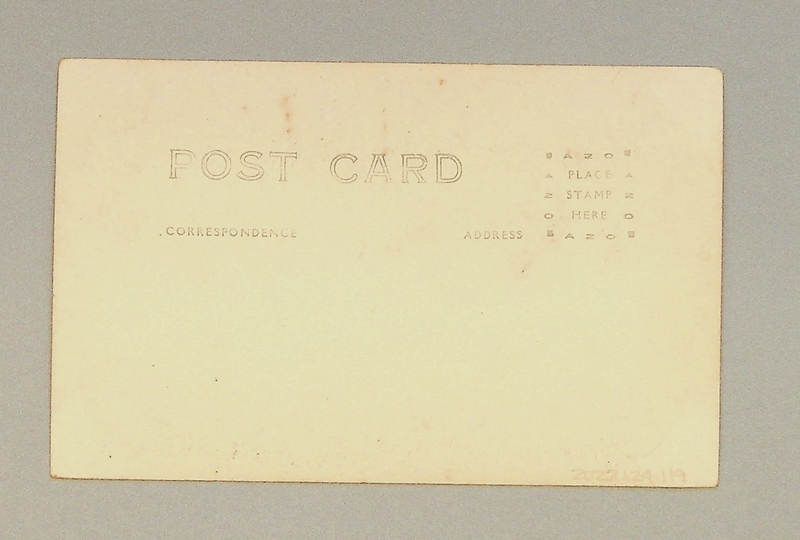 POST CARD
CORRESPONDENCE
ADDRESS
AZO
A PLACE A
Z STAMP Z
O HERE O
AZO